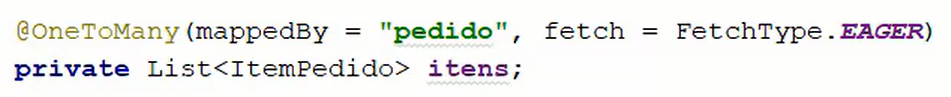 @OneToMany(mappedBy = "pedido", fetch = FetchType.EAGER)
private List<ItemPedido> itens;